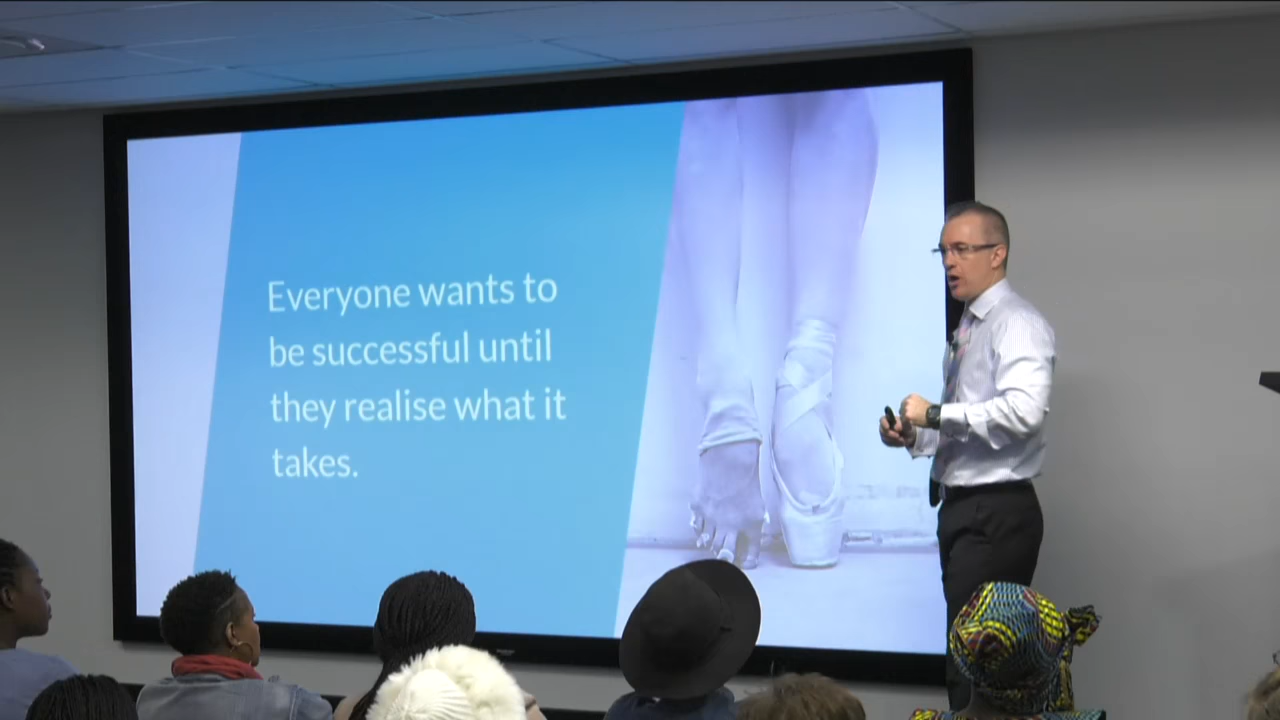 Everyone wants to
be successful until
they realise what it
takes.